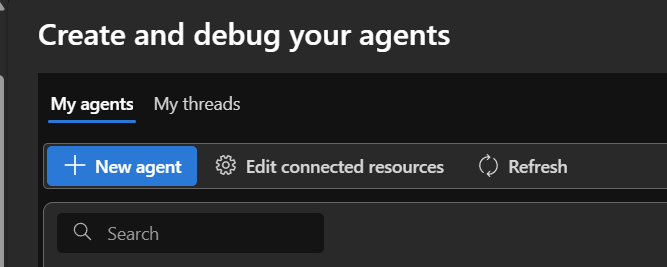 Create and debug your agents
My agents My threads
New agent Edit connected resources Refresh
Search